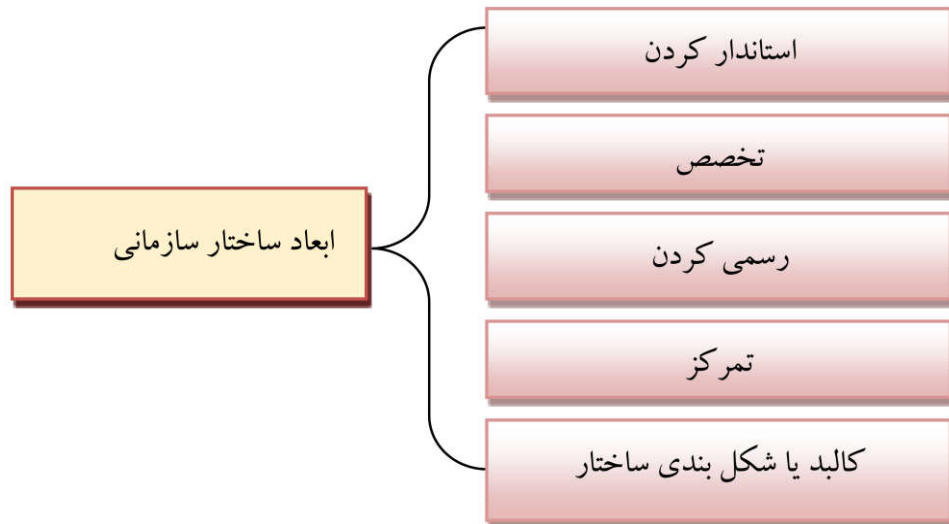 ابعاد ساختار سازمانی
استاندار کردن
تخصص
رسمی کردن
تمرکز
کالبد یا شکل بندی ساختار